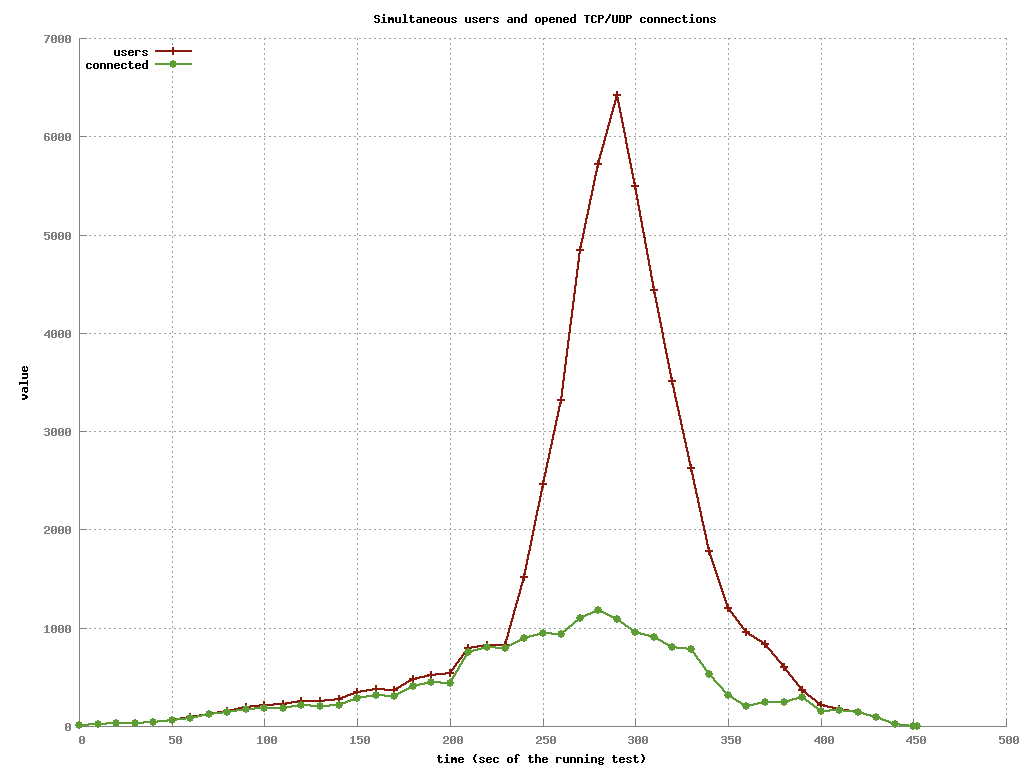 Simultaneous users and opened TCP/UDP connections
7000
users
connected
6000
5000
4000
value
3000
2000
1000
0
0 50 100 150 200 250 300 350 400 450 500
time (sec of the running test)